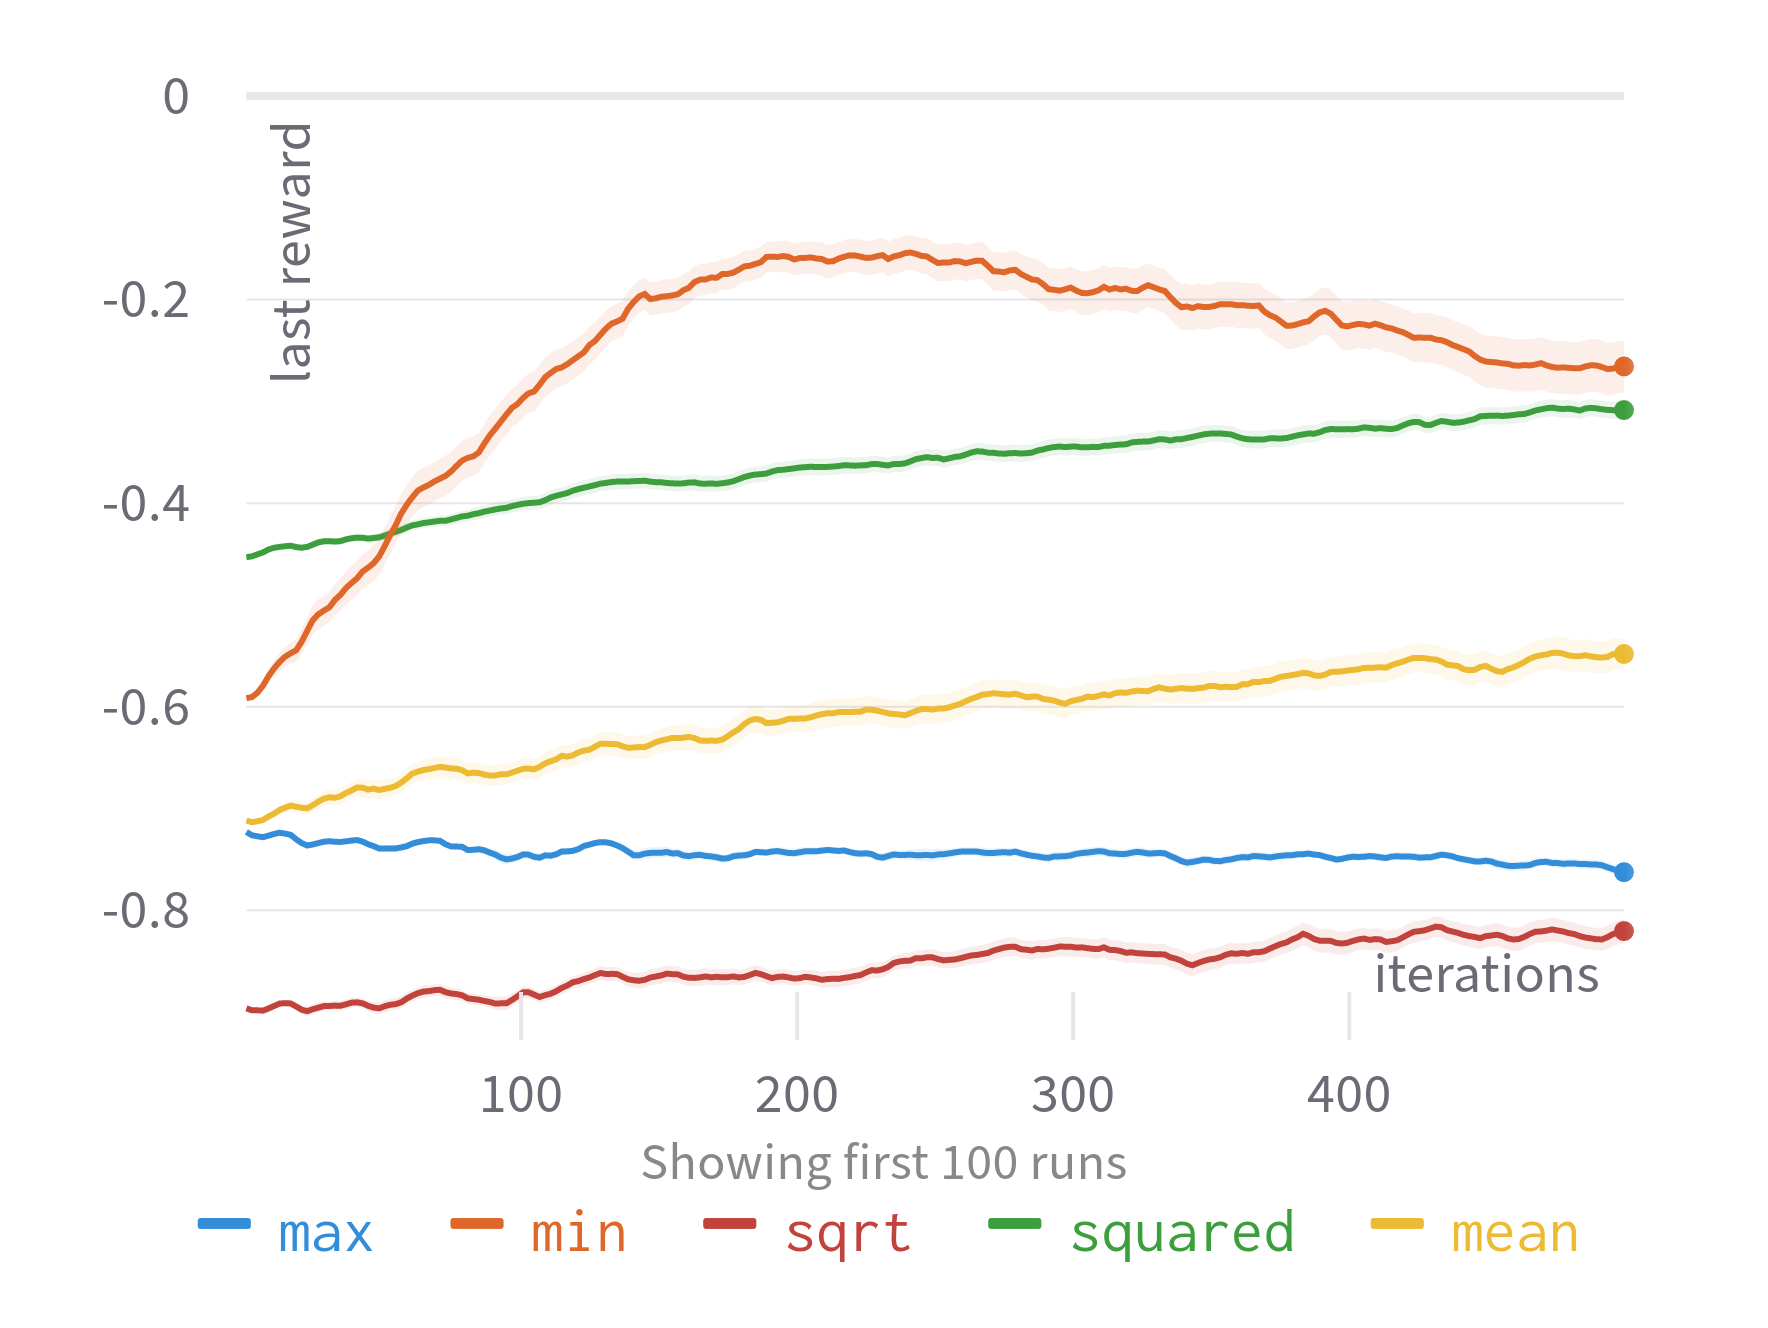 0
last reward
-0.2
-0.4
-0.6
-0.8
iterations
100 200 300 400
Showing first 100 runs
max min sqrt squared mean